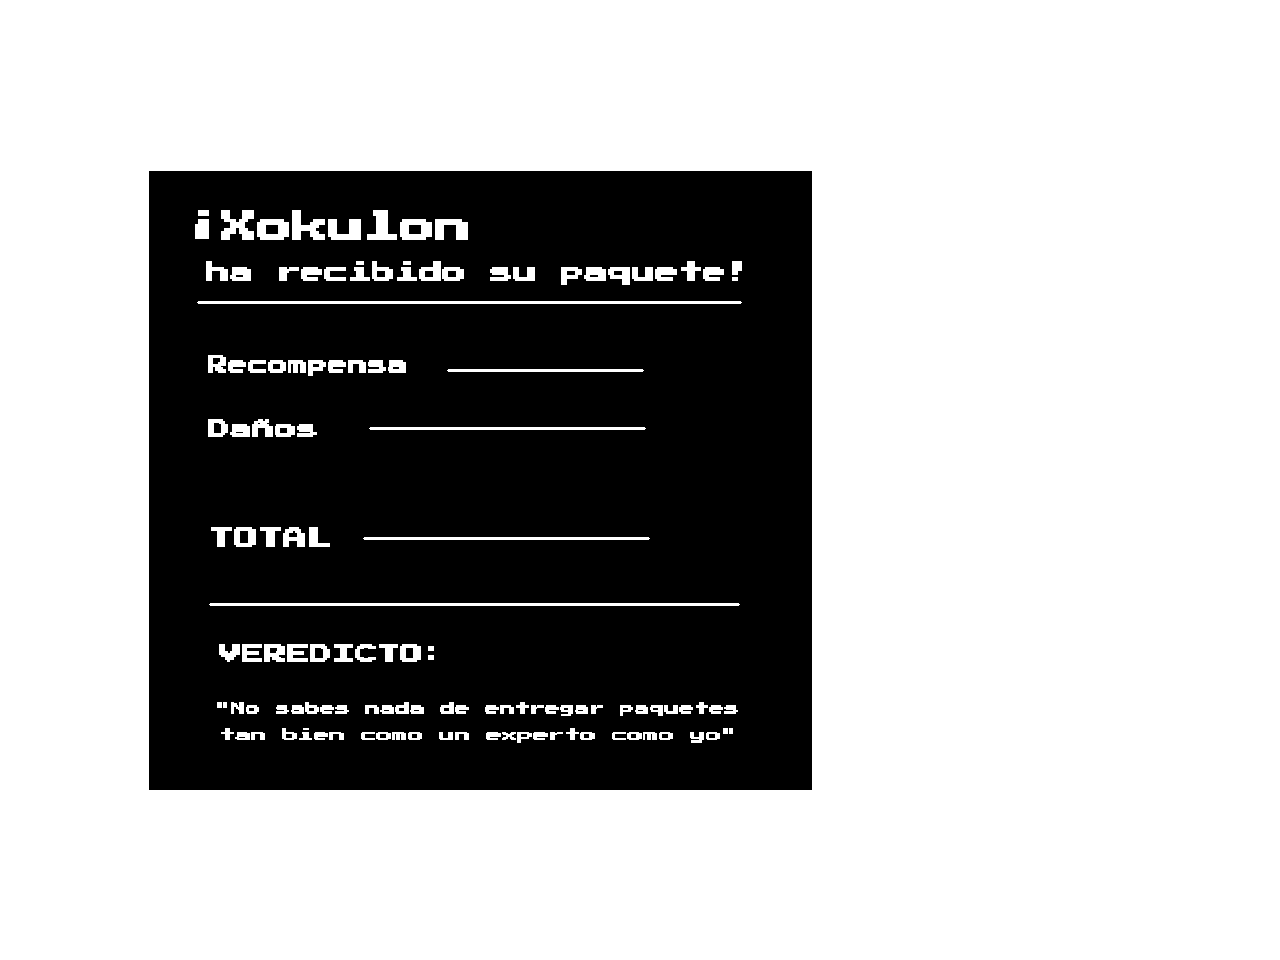 ¡Xokulon
ha recibido su paquete!
Recompensa
Daños
TOTAL
VEREDICTO:
"No sabes nada de entregar paquetes
tan bien como un experto como yo"